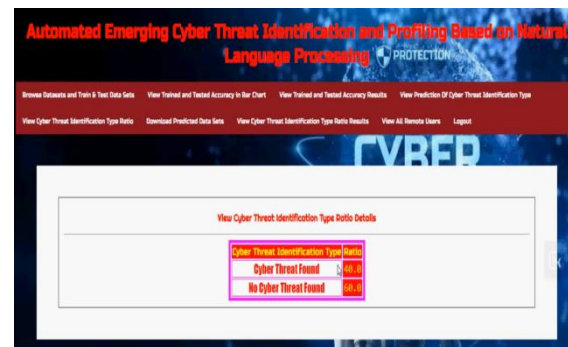 Automated Emerging Cyber Threat Identification and Profiling Based on Natural
Language Processing
PROTECTION
Browse Datasets and Train & Test Data Sets View Trained and Tested Accuracy in Bar Chart View Trained and Tested Accuracy Results View Prediction Of Cyber Threat Identification Type
View Cyber Threat Identification Type Ratio Download Predicted Data Sets View Cyber Threat Identification Type Ratio Results View All Remote Users Logout
CYBER
View Cyber Threat Identification Type Ratio Details
Cyber Threat Identification Type Ratio
Cyber Threat Found 40.0
No Cyber Threat Found 60.0